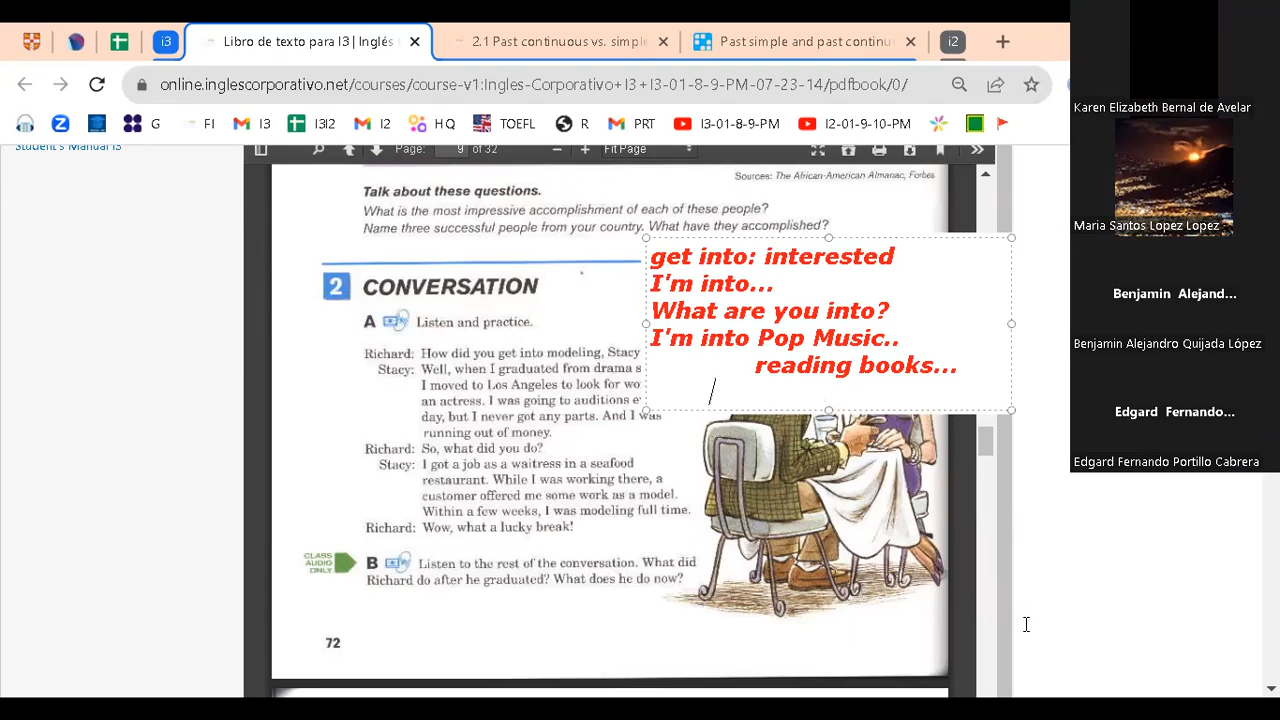 i3
Libro de texto para I3 | Inglés
2.1 Past continuous vs. simple
Past simple and past continu
i2
online.inglescorporativo.net/courses/course-v1:Ingles-Corporativo+I3+I3-01-8-9-PM-07-23-14/pdfbook/0/
G FI I3 I3I2 I2 HQ TOEFL R PRT I3-01-8-9-PM I2-01-9-10-PM
Student's Manual I3
Page: 9 of 32 Fit Page
Sources: The African-American Almanac, Forbes
Talk about these questions.
What is the most impressive accomplishment of each of these people?
Name three successful people from your country. What have they accomplished?
get into: interested
I'm into...
What are you into?
I'm into Pop Music..
reading books...
2 CONVERSATION
A Listen and practice.
Richard: How did you get into modeling, Stacy
Stacy: Well, when I graduated from drama s
I moved to Los Angeles to look for wo
an actress. I was going to auditions e
day, but I never got any parts. And I was
running out of money.
Richard: So, what did you do?
Stacy: I got a job as a waitress in a seafood
restaurant. While I was working there, a
customer offered me some work as a model.
Within a few weeks, I was modeling full time.
Richard: Wow, what a lucky break!
CLASS
AUDIO
ONLY
B Listen to the rest of the conversation. What did
Richard do after he graduated? What does he do now?
72
Karen Elizabeth Bernal de Avelar
Maria Santos Lopez Lopez
Benjamin Alejand...
Benjamin Alejandro Quijada López
Edgard Fernando...
Edgard Fernando Portillo Cabrera